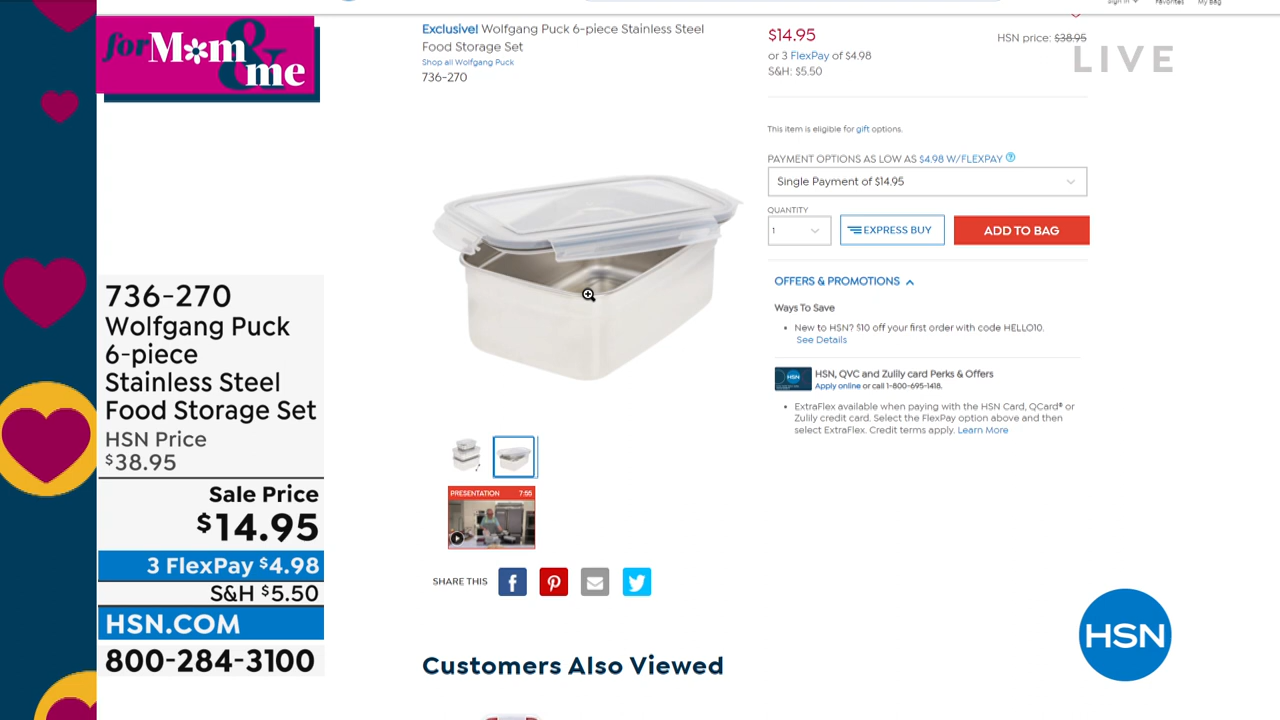 Sign in
Favorites
My Bag
for Mom
& me
Exclusive! Wolfgang Puck 6-piece Stainless Steel
Food Storage Set
Shop all Wolfgang Puck
736-270
$14.95
HSN price: $38.95
or 3 FlexPay of $4.98
S&H: $5.50
LIVE
This item is eligible for gift options.
PAYMENT OPTIONS AS LOW AS $4.98 W/FLEXPAY ?
Single Payment of $14.95
QUANTITY
1
EXPRESS BUY
ADD TO BAG
OFFERS & PROMOTIONS
Ways To Save
• New to HSN? $10 off your first order with code HELLO10.
See Details
HSN
HSN, QVC and Zulily card Perks & Offers
Apply online or call 1-800-695-1418.
• ExtraFlex available when paying with the HSN Card, QCard® or
Zulily credit card. Select the FlexPay option above and then
select ExtraFlex. Credit terms apply. Learn More
736-270
Wolfgang Puck
6-piece
Stainless Steel
Food Storage Set
HSN Price
$38.95
Sale Price
$14.95
3 FlexPay $4.98
S&H $5.50
HSN.COM
800-284-3100
PRESENTATION 7:56
SHARE THIS
HSN
Customers Also Viewed